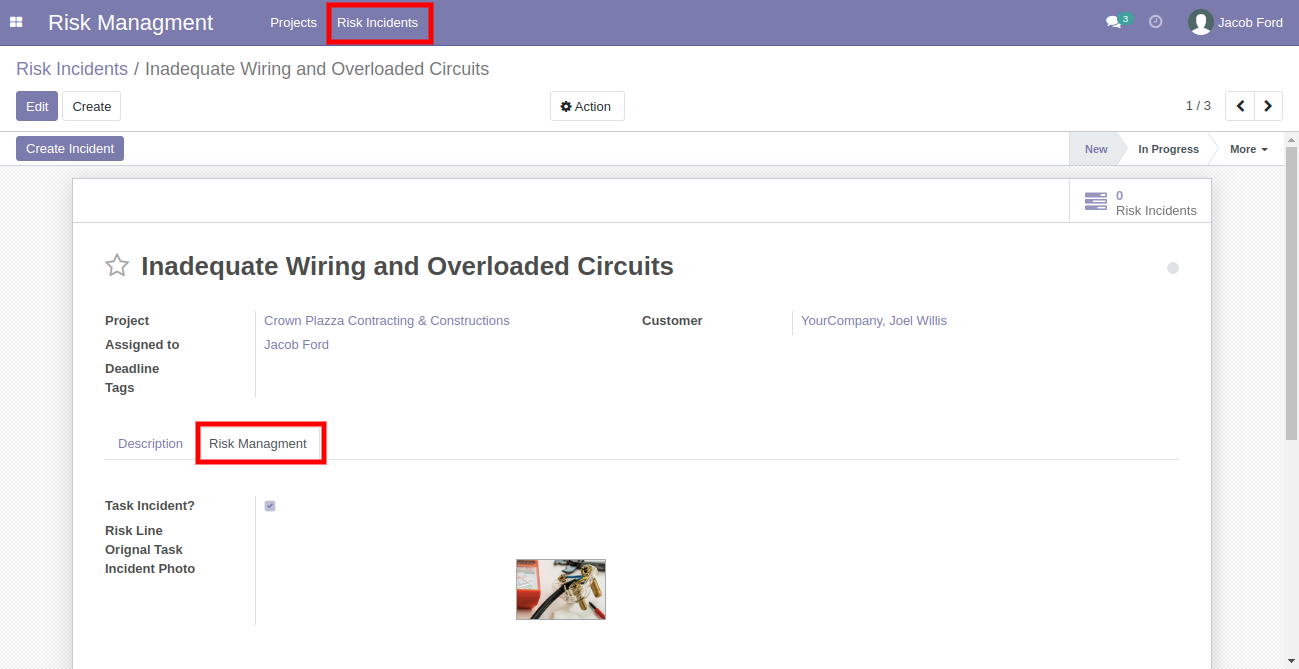 Risk Managment Projects Risk Incidents 3 Jacob Ford
Risk Incidents / Inadequate Wiring and Overloaded Circuits
Edit Create Action 1 / 3
Create Incident New In Progress More
0
Risk Incidents
Inadequate Wiring and Overloaded Circuits
Project Crown Plazza Contracting & Constructions Customer YourCompany, Joel Willis
Assigned to Jacob Ford
Deadline
Tags
Description Risk Managment
Task Incident?
Risk Line
Orignal Task
Incident Photo